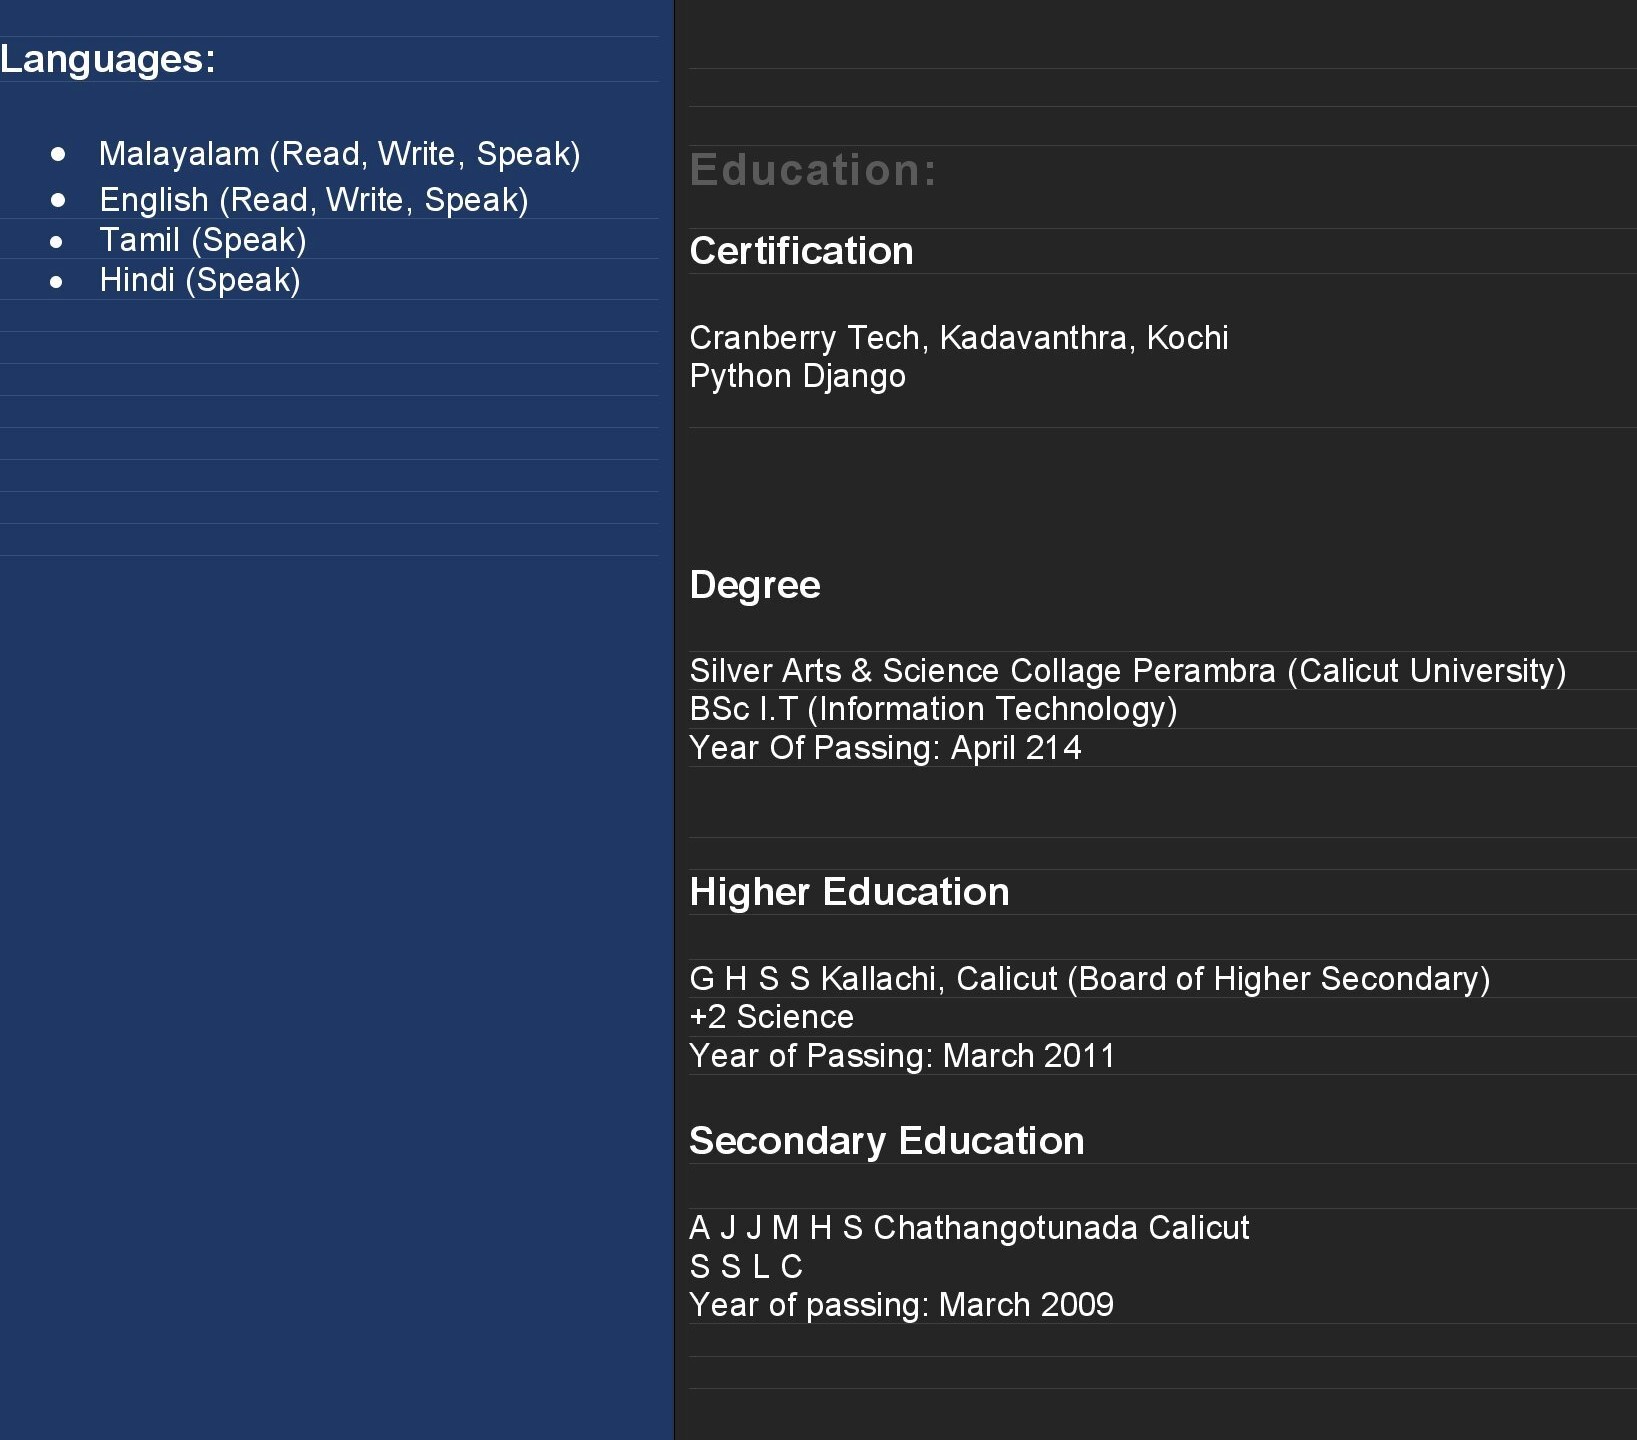 Languages:
• Malayalam (Read, Write, Speak)
• English (Read, Write, Speak)
• Tamil (Speak)
• Hindi (Speak)
Education:
Certification
Cranberry Tech, Kadavanthra, Kochi
Python Django
Degree
Silver Arts & Science Collage Perambra (Calicut University)
BSc I.T (Information Technology)
Year Of Passing: April 214
Higher Education
G H S S Kallachi, Calicut (Board of Higher Secondary)
+2 Science
Year of Passing: March 2011
Secondary Education
A J J M H S Chathangotunada Calicut
S S L C
Year of passing: March 2009